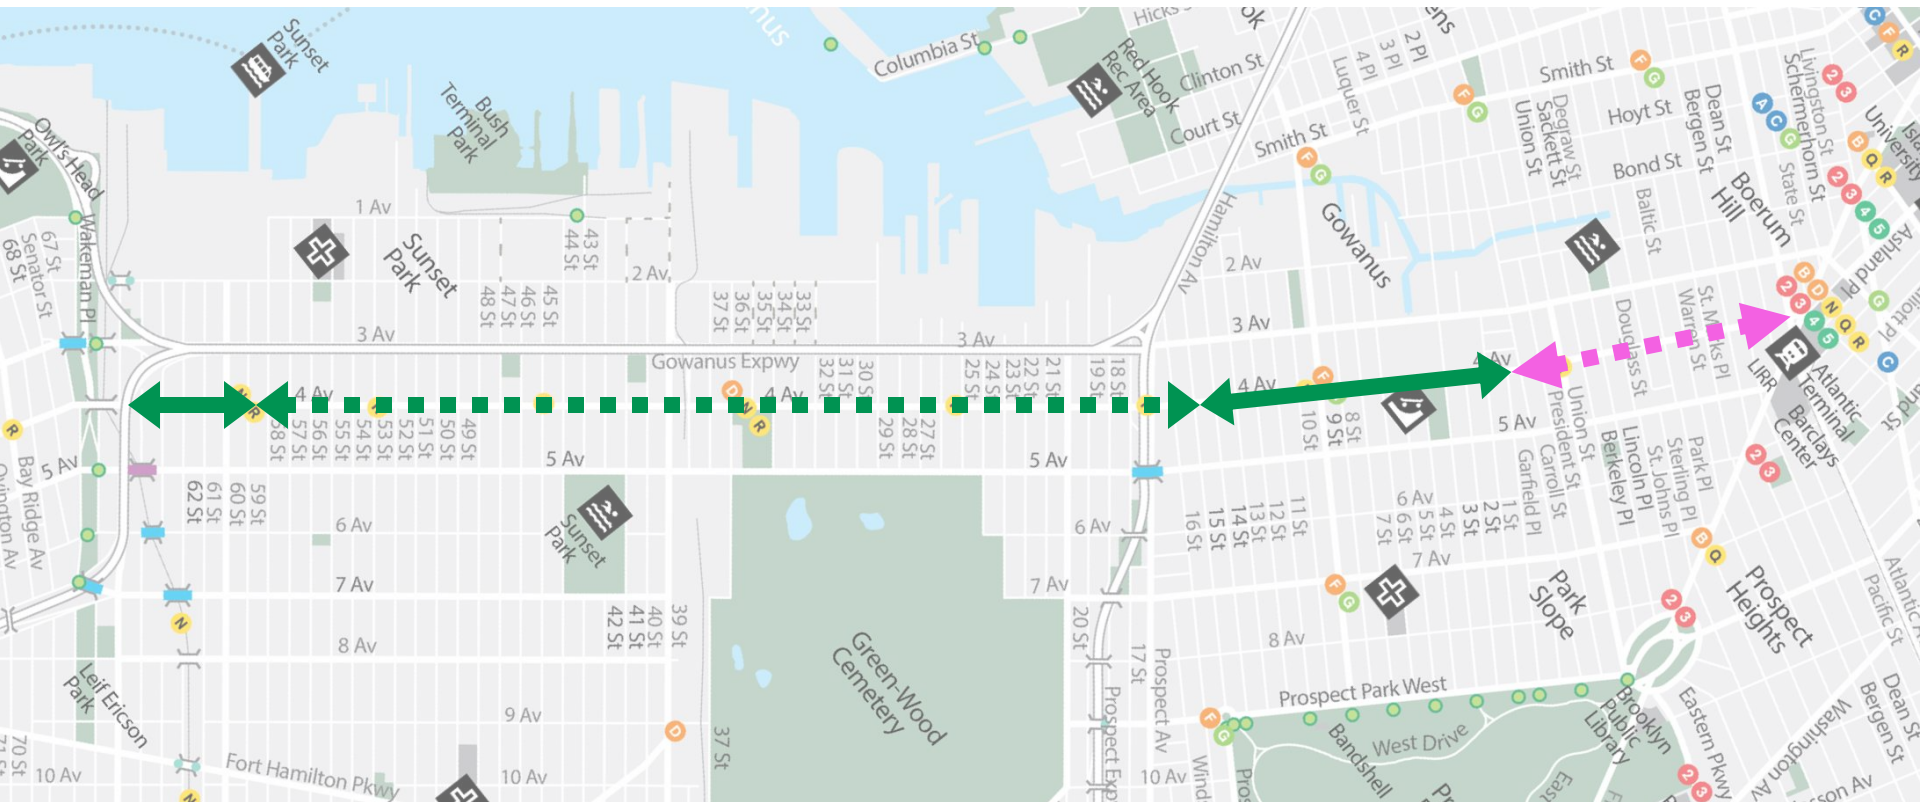 Sunset
Park
Owl's Head
Park
Bush
Terminal
Park
Columbia St
Hicks
Red Hook
Rec Area
Clinton St
Court St
Smith St
Luquer St
4 Pl
3 Pl
2 Pl
Smith St
Hoyt St
Bond St
Union St
Sackett St
Degraw St
Baltic St
Bergen St
Dean St
Boerum
Hill
Livingston St
Schermerhorn St
State St
University
Ashland Pl
Wakeman Pl
67 St
Senator St
68 St
1 Av
Sunset
Park
44 St
43 St
2 Av
48 St
47 St
46 St
45 St
37 St
36 St
35 St
34 St
33 St
Hamilton Av
2 Av
Gowanus
3 Av
3 Av
3 Av
Gowanus Expwy
32 St
31 St
30 St
25 St
24 St
23 St
22 St
21 St
19 St
18 St
Douglass St
Warren St
St. Marks Pl
LIRR
Atlantic
Terminal
Barclays
Center
4 Av
4 Av
4 Av
4 Av
58 St
57 St
56 St
55 St
54 St
53 St
52 St
51 St
50 St
49 St
29 St
28 St
27 St
10 St
9 St
8 St
5 Av
5 Av
5 Av
5 Av
Bay Ridge Av
Ovington Av
62 St
61 St
60 St
59 St
Sunset
Park
6 Av
6 Av
6 Av
16 St
15 St
14 St
13 St
12 St
11 St
7 St
6 St
5 St
4 St
3 St
2 St
1 St
Garfield Pl
Carroll St
President St
Union St
Berkeley Pl
Lincoln Pl
St. Johns Pl
Sterling Pl
Park Pl
7 Av
7 Av
7 Av
42 St
41 St
40 St
39 St
20 St
17 St
Park
Slope
Prospect
Heights
Atlantic A
Pacific St
8 Av
8 Av
Green-Wood
Cemetery
Leif Ericson
Park
9 Av
37 St
Prospect Exp
Prospect Av
Prospect Park West
West Drive
Bandshell
Brooklyn
Public
Library
Eastern Pkwy
Washington Av
Dean St
Bergen St
70 St
71 St
10 Av
Fort Hamilton Pkwy
10 Av
10 Av
East